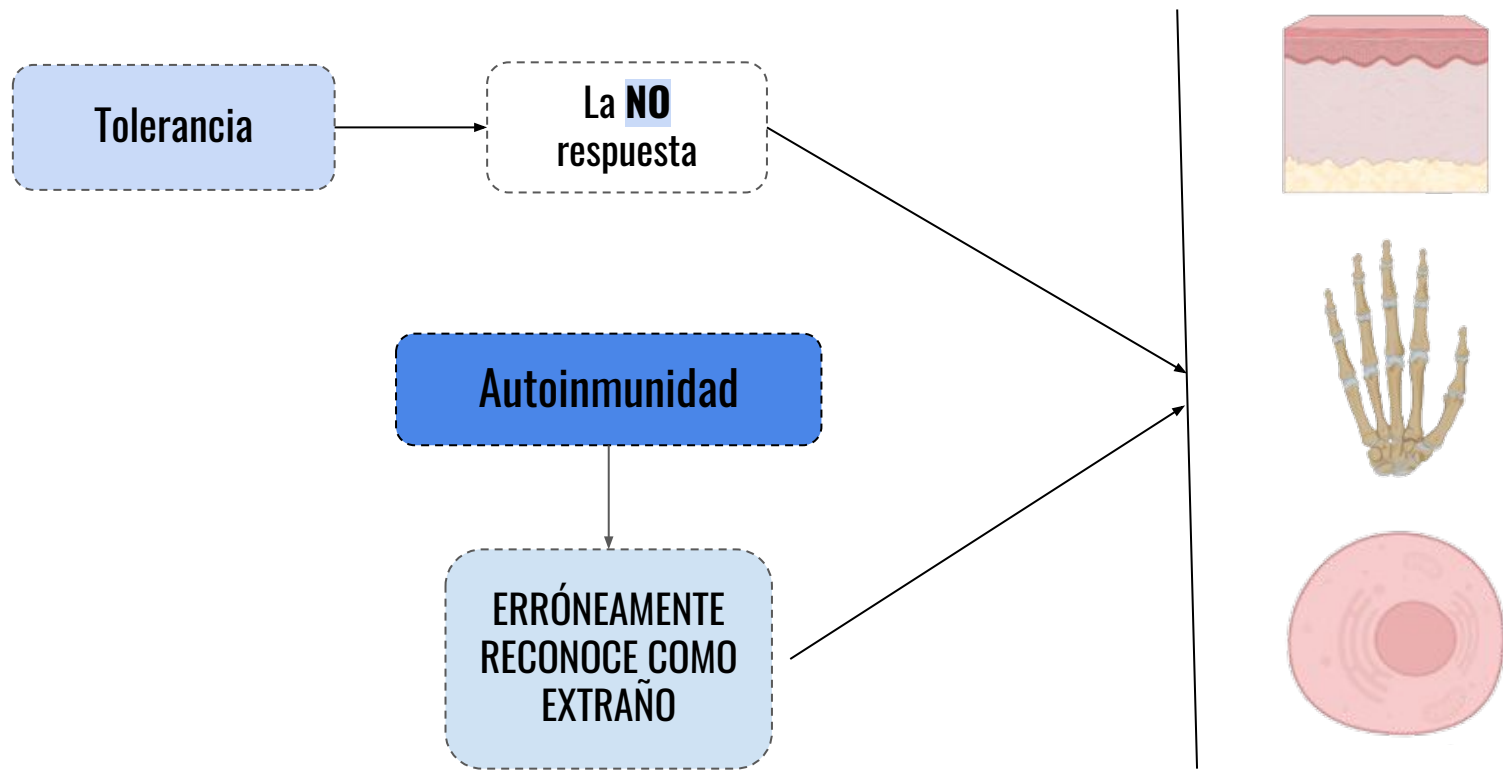 Tolerancia
La NO
respuesta
Autoinmunidad
ERRÓNEAMENTE
RECONOCE COMO
EXTRAÑO